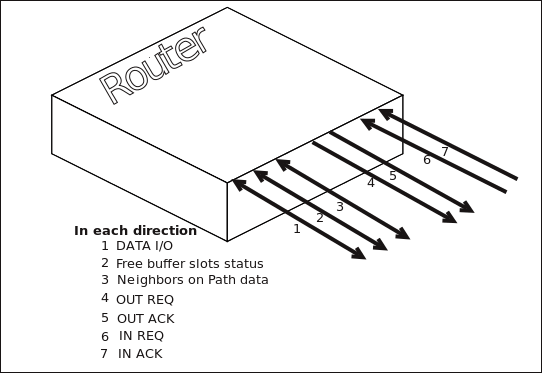 Router
7
6
5
4
3
2
1
In each direction
1 DATA I/O
2 Free buffer slots status
3 Neighbors on Path data
4 OUT REQ
5 OUT ACK
6 IN REQ
7 IN ACK